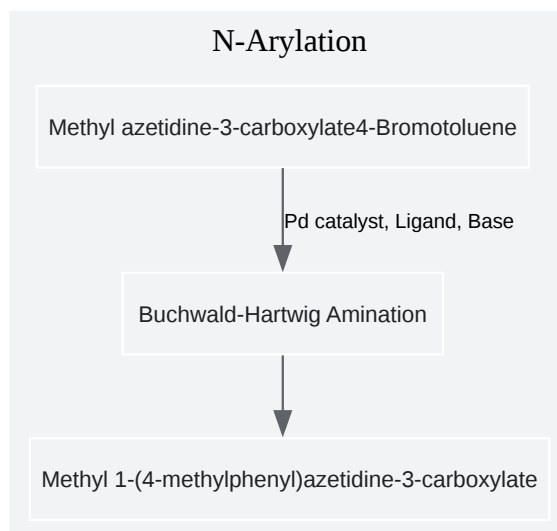 N-Arylation
Methyl azetidine-3-carboxylate4-Bromotoluene
Pd catalyst, Ligand, Base
Buchwald-Hartwig Amination
Methyl 1-(4-methylphenyl)azetidine-3-carboxylate